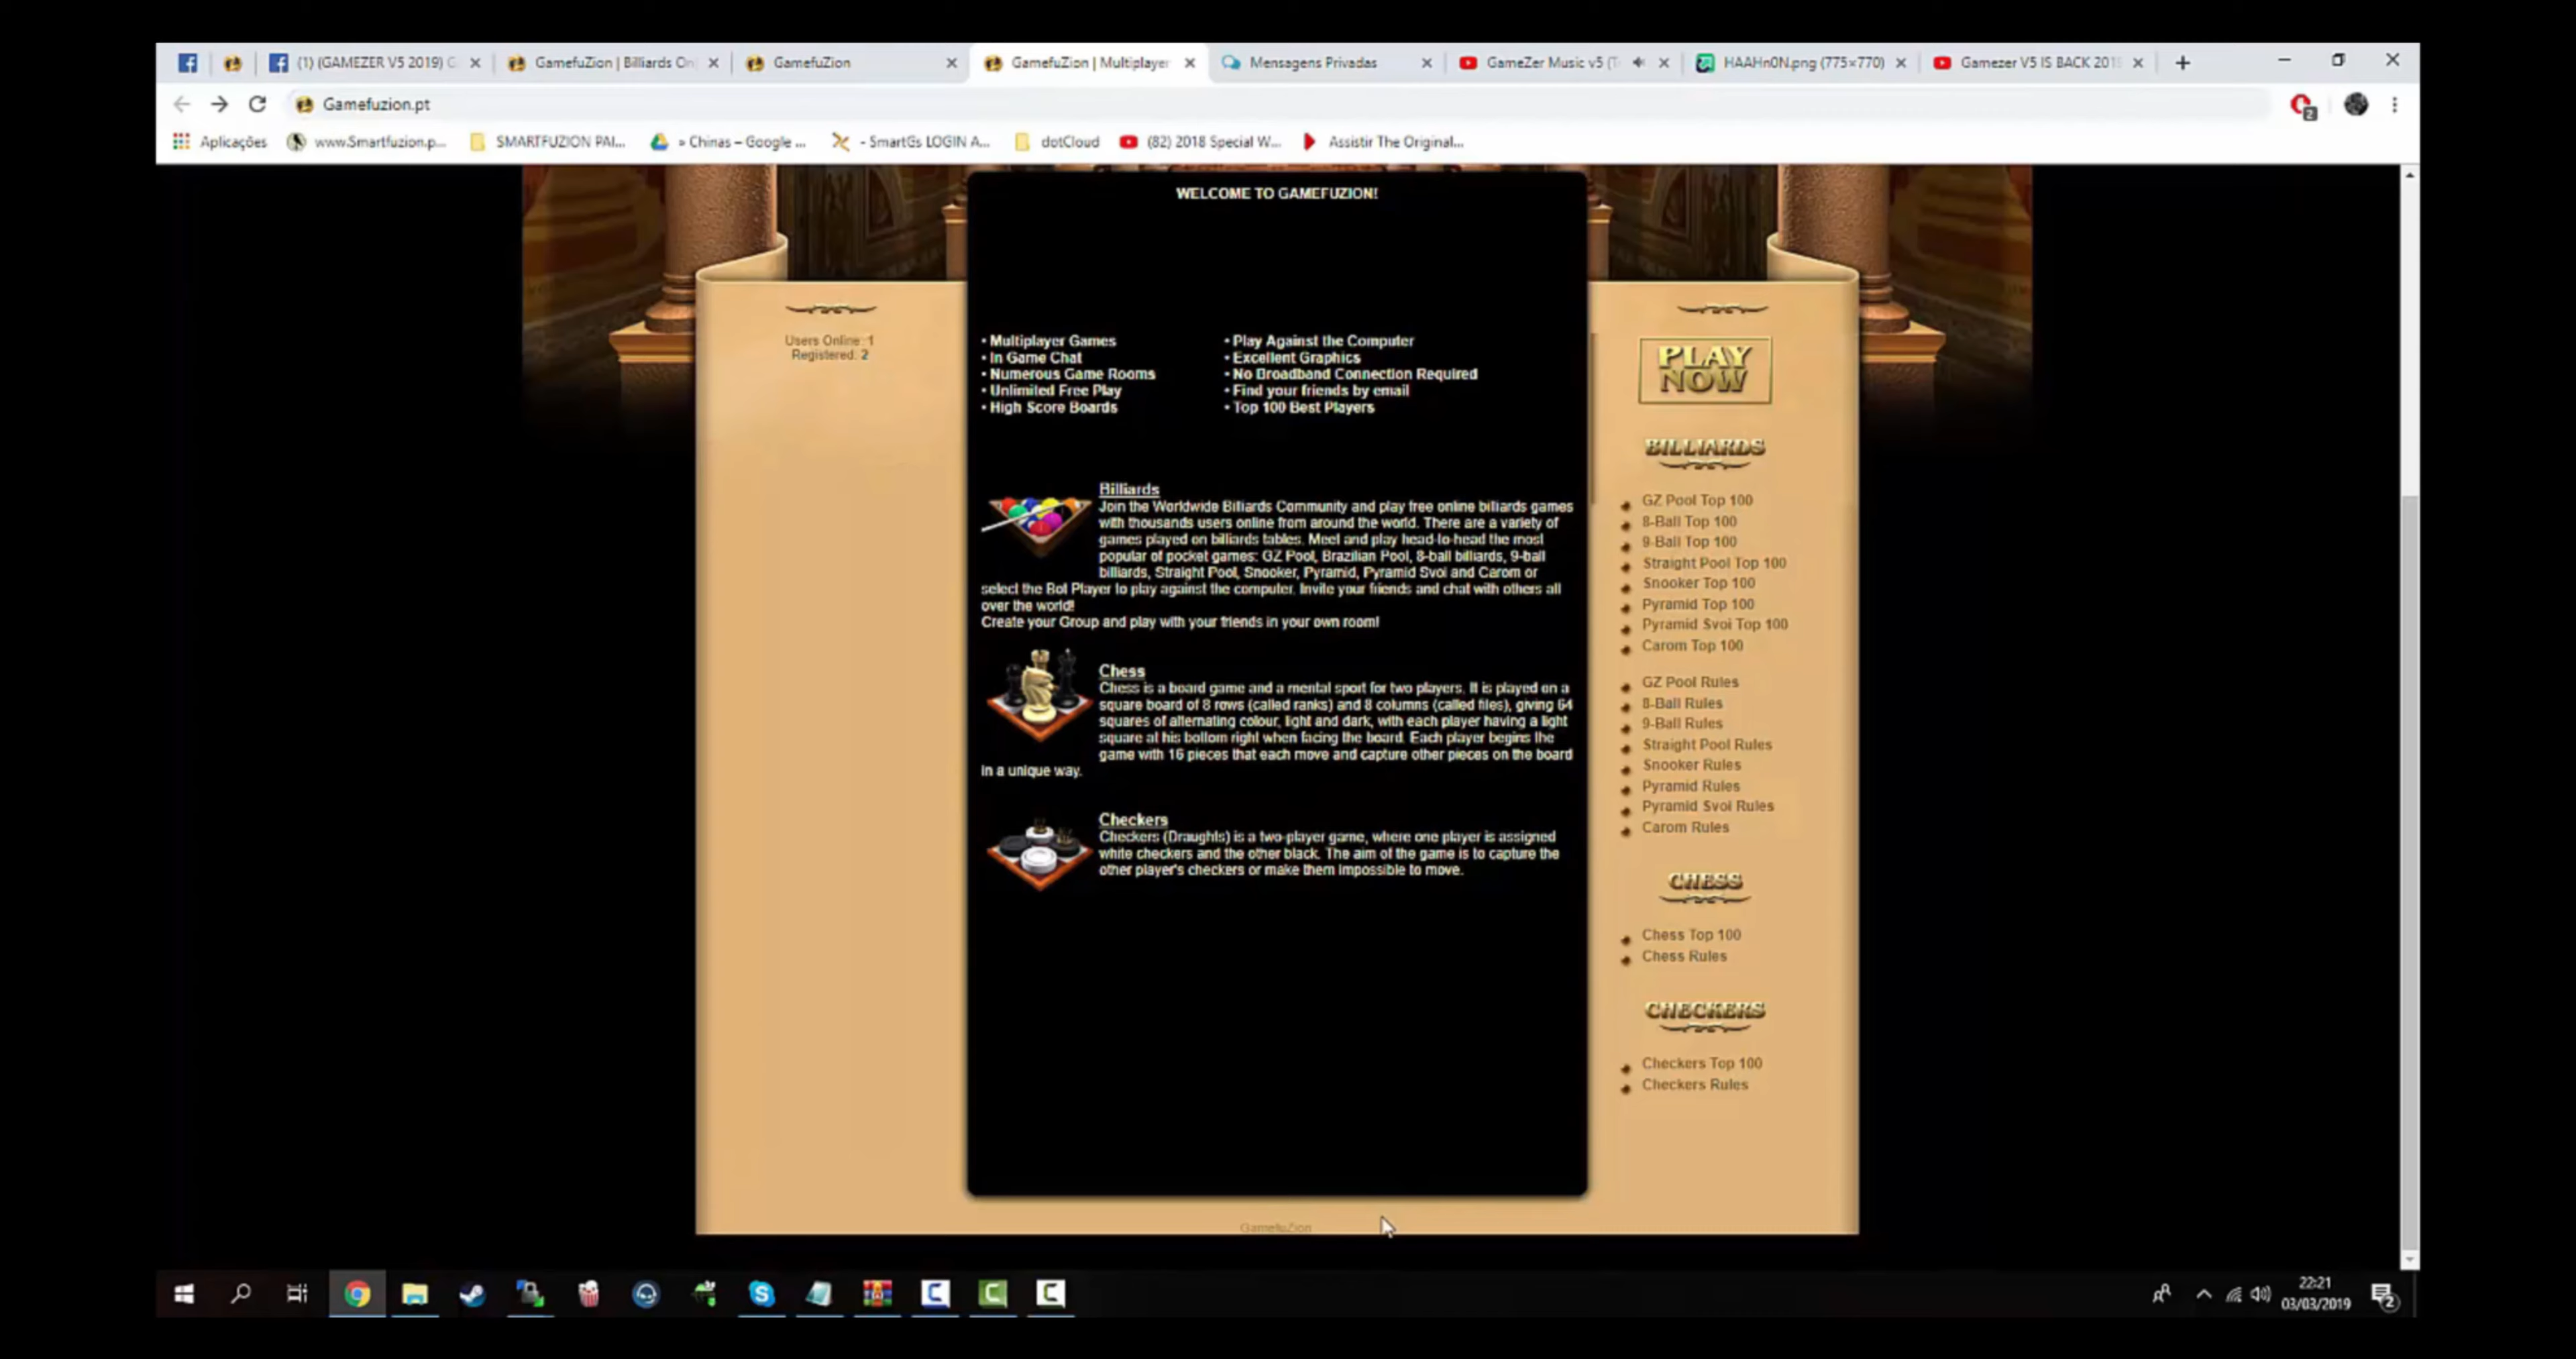 (1) (GAMEZER V5 2019) G
GamefuZion | Billiards On
GamefuZion
GamefuZion | Multiplayer
Mensagens Privadas
GameZer Music v5 (T
HAAHn0N.png (775×770)
Gamezer V5 IS BACK 2019
Gamefuzion.pt
2
Aplicações
www.Smartfuzion.p...
SMARTFUZION PAI...
» Chinas – Google ...
- SmartGs LOGIN A...
dotCloud
(82) 2018 Special W...
Assistir The Original...
WELCOME TO GAMEFUZION!
Users Online: 1
Registered: 2
• Multiplayer Games
• In Game Chat
• Numerous Game Rooms
• Unlimited Free Play
• High Score Boards
• Play Against the Computer
• Excellent Graphics
• No Broadband Connection Required
• Find your friends by email
• Top 100 Best Players
Billiards
Join the Worldwide Billiards Community and play free online billiards games
with thousands users online from around the world. There are a variety of
games played on billiards tables. Meet and play head-to-head the most
popular of pocket games: GZ Pool, Brazilian Pool, 8-ball billiards, 9-ball
billiards, Straight Pool, Snooker, Pyramid, Pyramid Svoi and Carom or
select the Bot Player to play against the computer. Invite your friends and chat with others all
over the world!
Create your Group and play with your friends in your own room!
Chess
Chess is a board game and a mental sport for two players. It is played on a
square board of 8 rows (called ranks) and 8 columns (called files), giving 64
squares of alternating colour, light and dark, with each player having a light
square at his bottom right when facing the board. Each player begins the
game with 16 pieces that each move and capture other pieces on the board
in a unique way.
Checkers
Checkers (Draughts) is a two-player game, where one player is assigned
white checkers and the other black. The aim of the game is to capture the
other player's checkers or make them impossible to move.
PLAY
NOW
BILLIARDS
GZ Pool Top 100
8-Ball Top 100
9-Ball Top 100
Straight Pool Top 100
Snooker Top 100
Pyramid Top 100
Pyramid Svoi Top 100
Carom Top 100
GZ Pool Rules
8-Ball Rules
9-Ball Rules
Straight Pool Rules
Snooker Rules
Pyramid Rules
Pyramid Svoi Rules
Carom Rules
CHESS
Chess Top 100
Chess Rules
CHECKERS
Checkers Top 100
Checkers Rules
GamefuZion
22:21
03/03/2019
2